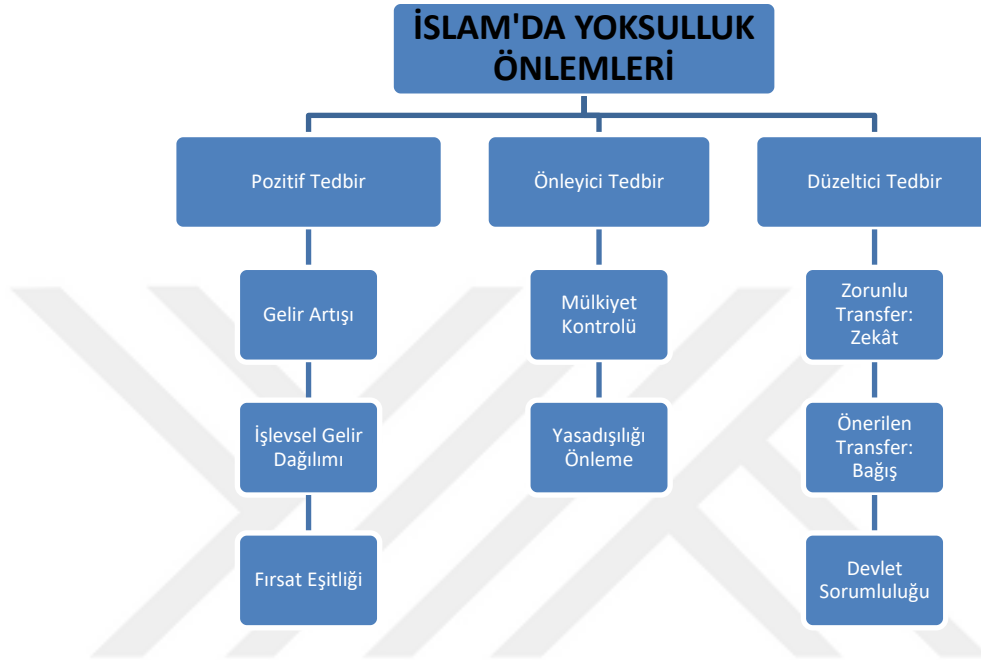 İSLAM'DA YOKSULLUK
ÖNLEMLERİ
Pozitif Tedbir
Önleyici Tedbir
Düzeltici Tedbir
Gelir Artışı
Mülkiyet
Kontrolü
Zorunlu
Transfer:
Zekât
İşlevsel Gelir
Dağılımı
Yasadışılığı
Önleme
Önerilen
Transfer:
Bağış
Fırsat Eşitliği
Devlet
Sorumluluğu